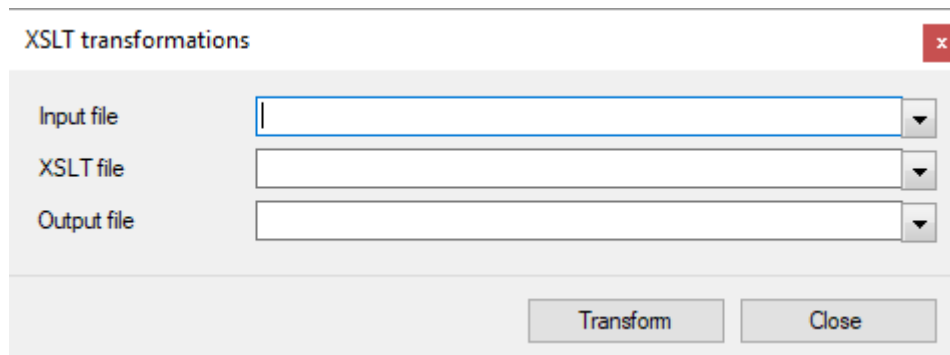 XSLT transformations
x
Input file
XSLT file
Output file
Transform Close